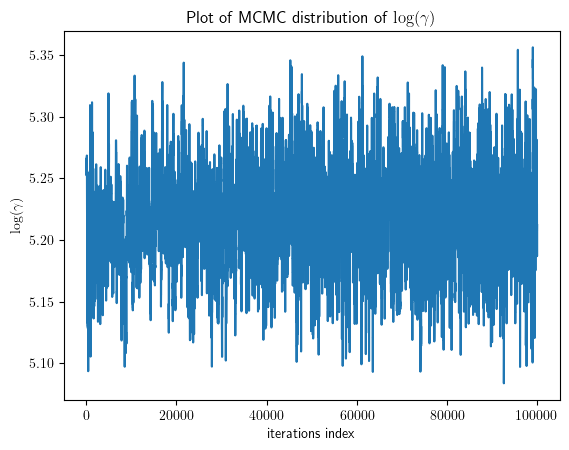 Plot of MCMC distribution of log(γ)
log(γ)
5.35
5.30
5.25
5.20
5.15
5.10
0 20000 40000 60000 80000 100000
iterations index